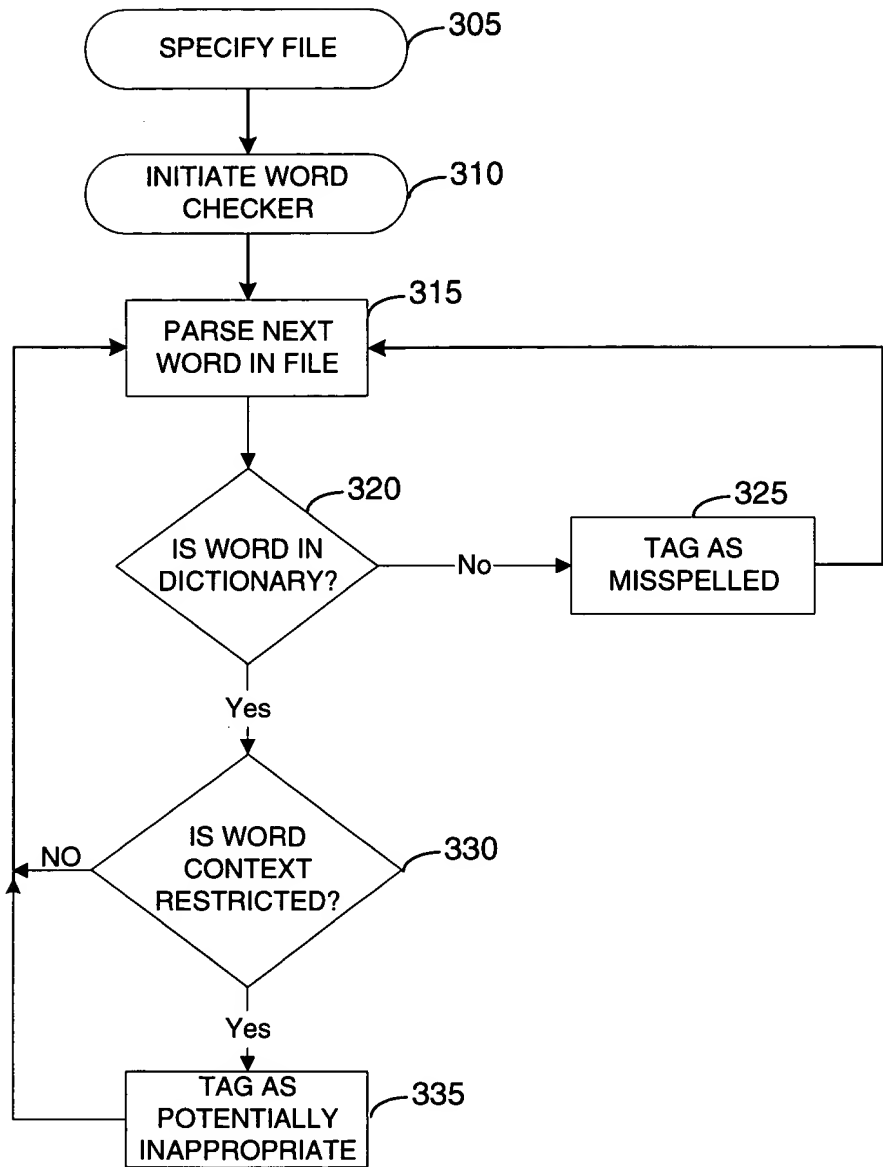 SPECIFY FILE
305
INITIATE WORD
CHECKER
310
315
PARSE NEXT
WORD IN FILE
320
IS WORD IN
DICTIONARY?
No
325
TAG AS
MISSPELLED
Yes
IS WORD
CONTEXT
RESTRICTED?
NO
330
Yes
TAG AS
POTENTIALLY
INAPPROPRIATE
335